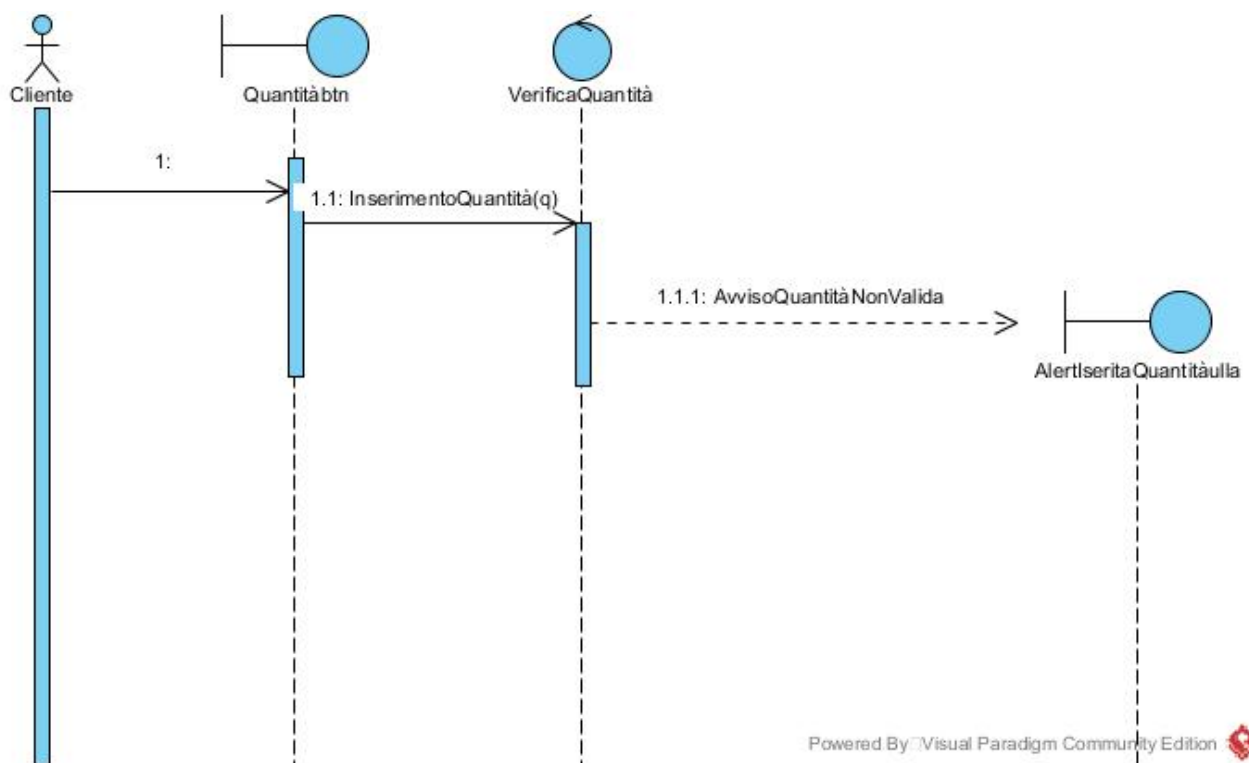 Cliente
Quantitàbtn
VerificaQuantità
1:
1.1: InserimentoQuantità(q)
1.1.1: AvvisoQuantitàNonValida
AlertIseritaQuantitàulla
Powered By Visual Paradigm Community Edition